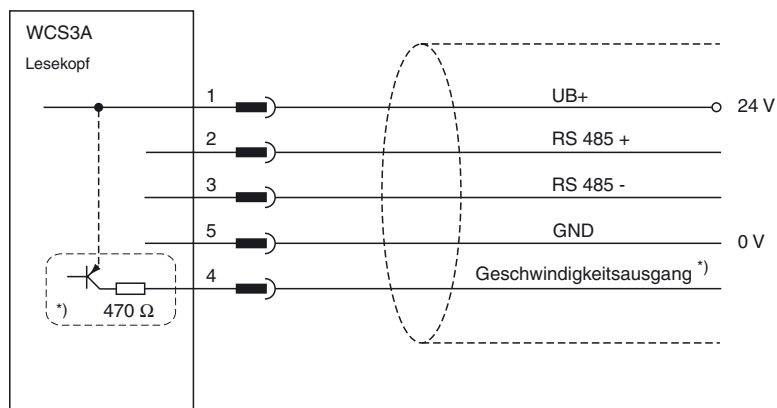 WCS3A
Lesekopf
1 UB+ 24 V
2 RS 485 +
3 RS 485 -
5 GND 0 V
4 Geschwindigkeitsausgang *)
*) 470 Ω